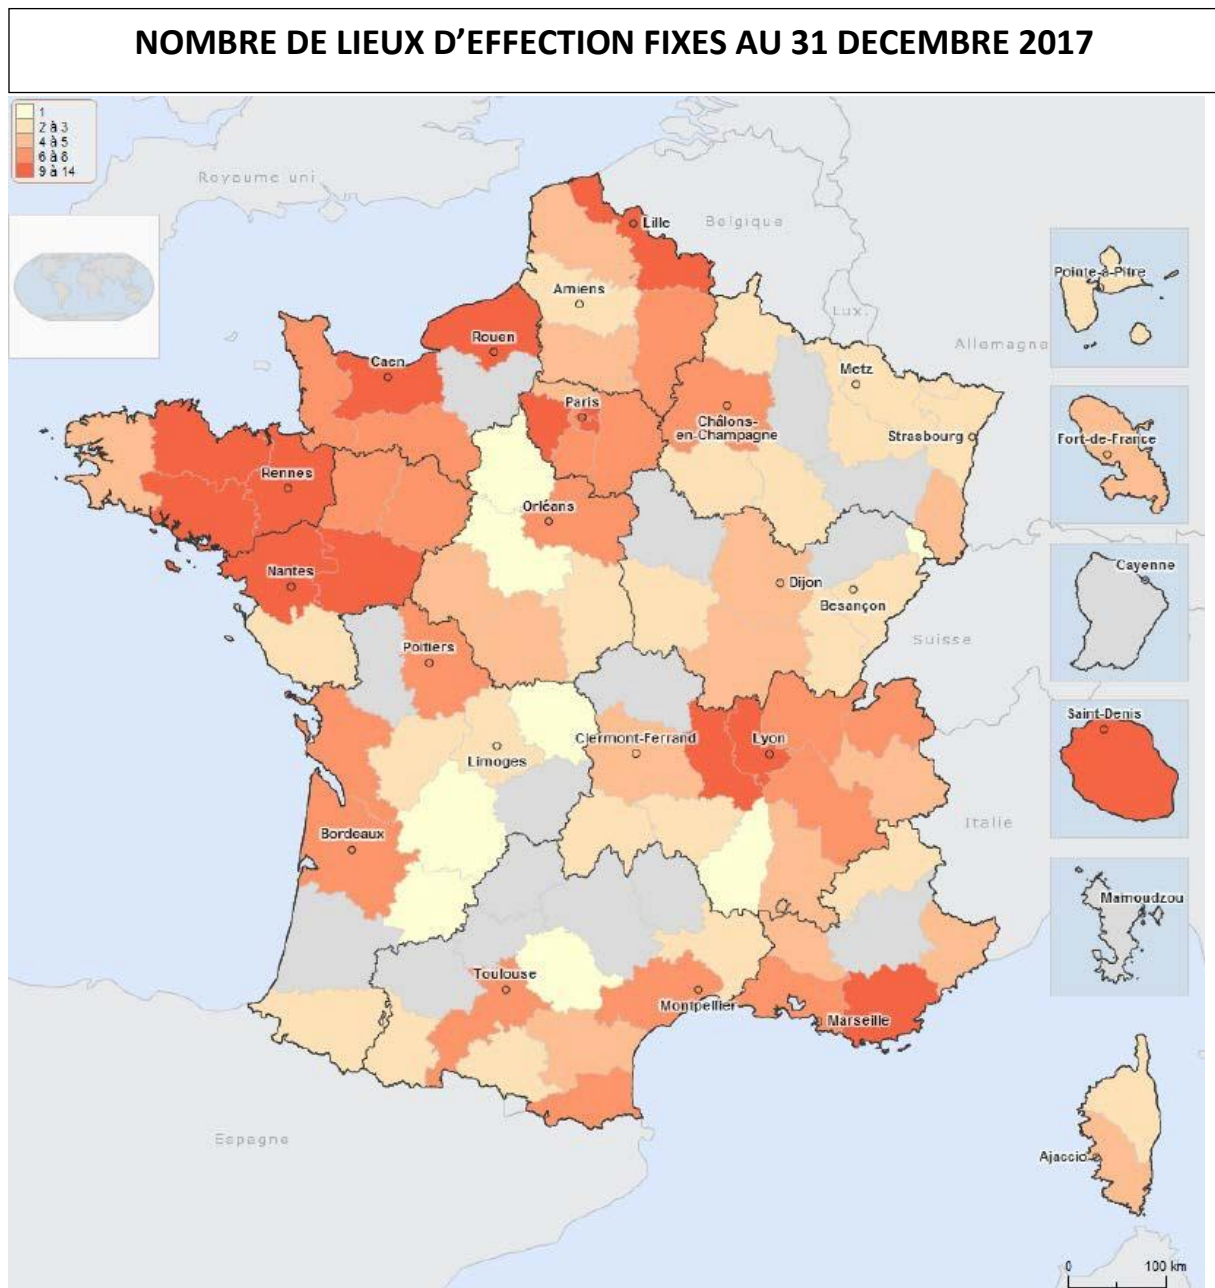 NOMBRE DE LIEUX D’EFFECTION FIXES AU 31 DECEMBRE 2017
1
2 à 3
4 à 5
6 à 8
9 à 14
Royaume uni
Belgique
Lille
Amiens
Lux.
Allemagne
Pointe-à-Pitre
Rouen
Caen
Metz
Paris
Châlons-
en-Champagne
Strasbourg
Fort-de-France
Rennes
Orléans
Nantes
Dijon
Besançon
Cayenne
Suisse
Poitiers
Saint-Denis
Clermont-Ferrand
Lyon
Limoges
Italie
Bordeaux
Mamoudzou
Toulouse
Montpellier
Marseille
Espagne
Ajaccio
0 100 km